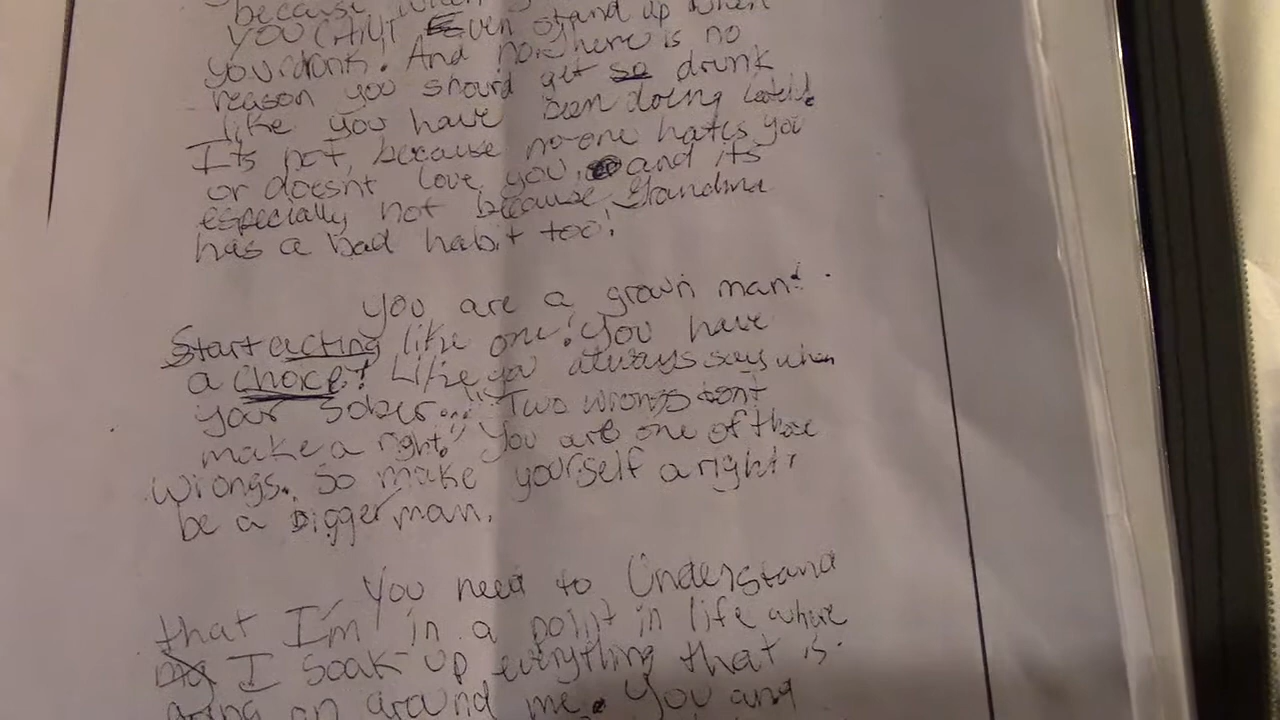 because when
you can't Even stand up when
you drink. And no there is no
reason you should get so drunk
like you have been doing lately.
Its not, because no-one hates you
or doesn't love you, and its
especially not because Grandma
has a bad habit too!
You are a grown man!
Start acting like one! You have
a choice! Like you always say when
your sober... "Two wrongs dont
make a right." You are one of those
wrongs. So make yourself a right,
be a bigger man.
You need to Understand
that I'm in a point in life where
I soak up everything that is
going on around me. You and